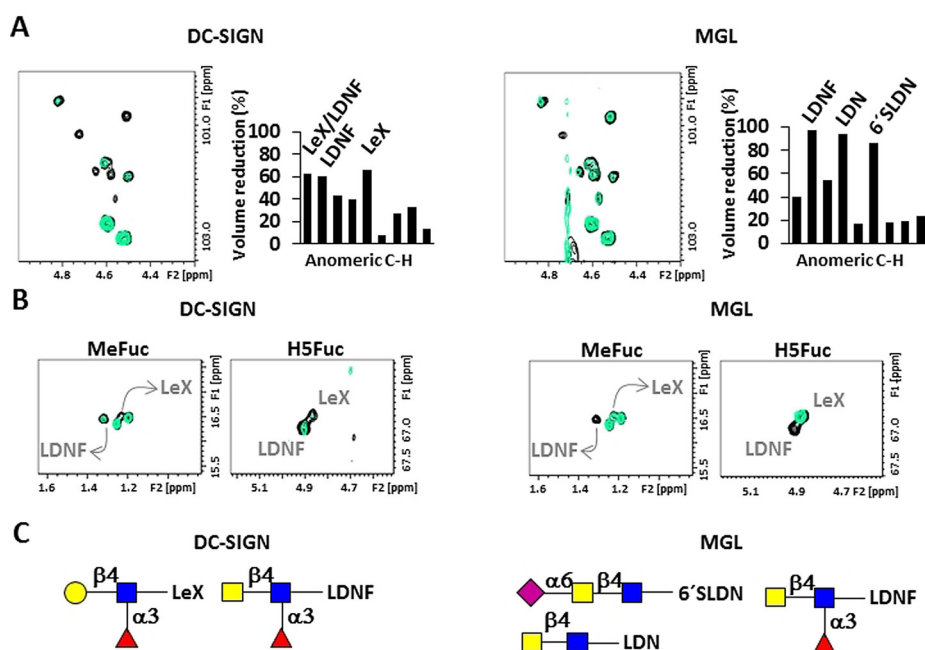 A
DC-SIGN
MGL
101.0
103.0
F1 [ppm]
4.8
4.6
4.4
F2 [ppm]
Volume reduction (%)
100
80
60
40
20
0
LeX/LDNF
LDNF
LeX
Anomeric C-H
101.0
103.0
F1 [ppm]
4.8
4.6
4.4
F2 [ppm]
Volume reduction (%)
100
80
60
40
20
0
LDNF
LDN
6´SLDN
Anomeric C-H
B
DC-SIGN
MGL
MeFuc
H5Fuc
MeFuc
H5Fuc
LeX
LDNF
15.5
16.5
F1 [ppm]
1.6
1.4
1.2
F2 [ppm]
LeX
LDNF
67.5
67.0
F1 [ppm]
5.1
4.9
4.7
F2 [ppm]
LeX
LDNF
15.5
16.5
F1 [ppm]
1.6
1.4
1.2
F2 [ppm]
LeX
LDNF
67.5
67.0
F1 [ppm]
5.1
4.9
4.7
F2 [ppm]
C
DC-SIGN
MGL
β4
LeX
α3
β4
LDNF
α3
α6
β4
6´SLDN
β4
LDN
β4
LDNF
α3